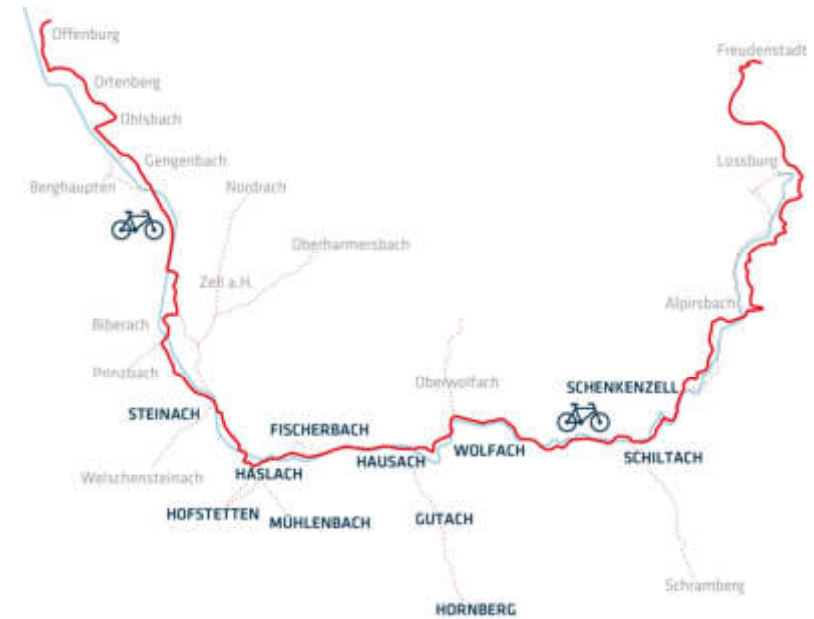 Offenburg
Freudenstadt
Ortenberg
Ohlsbach
Gengenbach
Lossburg
Berghaupten
Nordrach
Oberharmersbach
Zell a.H.
Alpirsbach
Biberach
Prinzbach
Oberwolfach
SCHENKENZELL
STEINACH
FISCHERBACH
WOLFACH
HAUSACH
SCHILTACH
HASLACH
Welschensteinach
HOFSTETTEN
MÜHLENBACH
GUTACH
Schramberg
HORNBERG